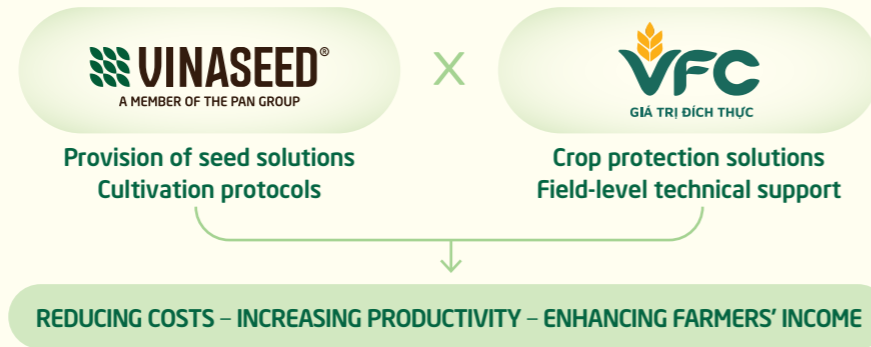 VINASEED®
A MEMBER OF THE PAN GROUP
X
VFC
GIÁ TRỊ ĐÍCH THỰC
Provision of seed solutions
Cultivation protocols
Crop protection solutions
Field-level technical support
REDUCING COSTS – INCREASING PRODUCTIVITY – ENHANCING FARMERS’ INCOME